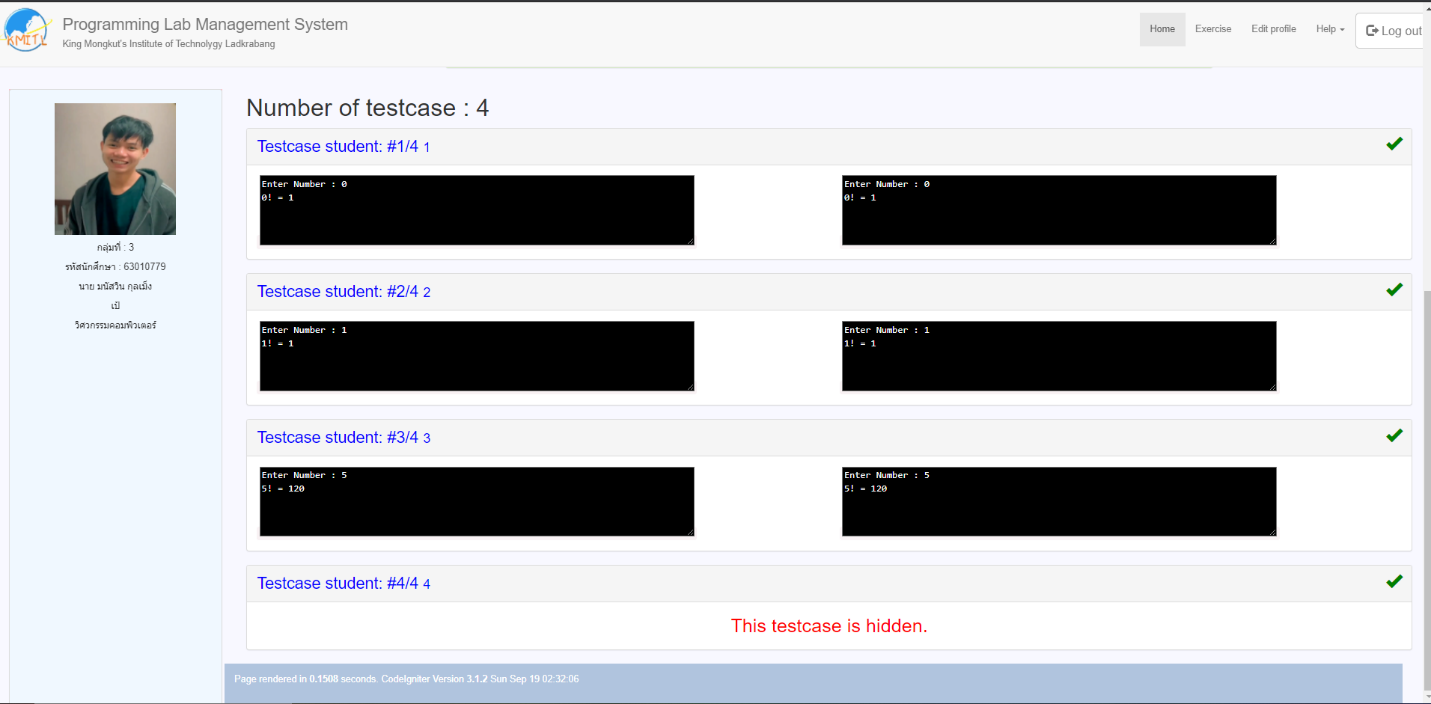 KMITL
Programming Lab Management System
King Mongkut's Institute of Technolygy Ladkrabang
Home
Exercise
Edit profile
Help
Log out
กลุ่มที่ : 3
รหัสนักศึกษา : 63010779
นาย มนัสวิน กุลเม็ง
เป้
วิศวกรรมคอมพิวเตอร์
Number of testcase : 4
Testcase student: #1/4 1
Enter Number : 0
0! = 1
Enter Number : 0
0! = 1
Testcase student: #2/4 2
Enter Number : 1
1! = 1
Enter Number : 1
1! = 1
Testcase student: #3/4 3
Enter Number : 5
5! = 120
Enter Number : 5
5! = 120
Testcase student: #4/4 4
This testcase is hidden.
Page rendered in 0.1508 seconds. CodeIgniter Version 3.1.2 Sun Sep 19 02:32:06